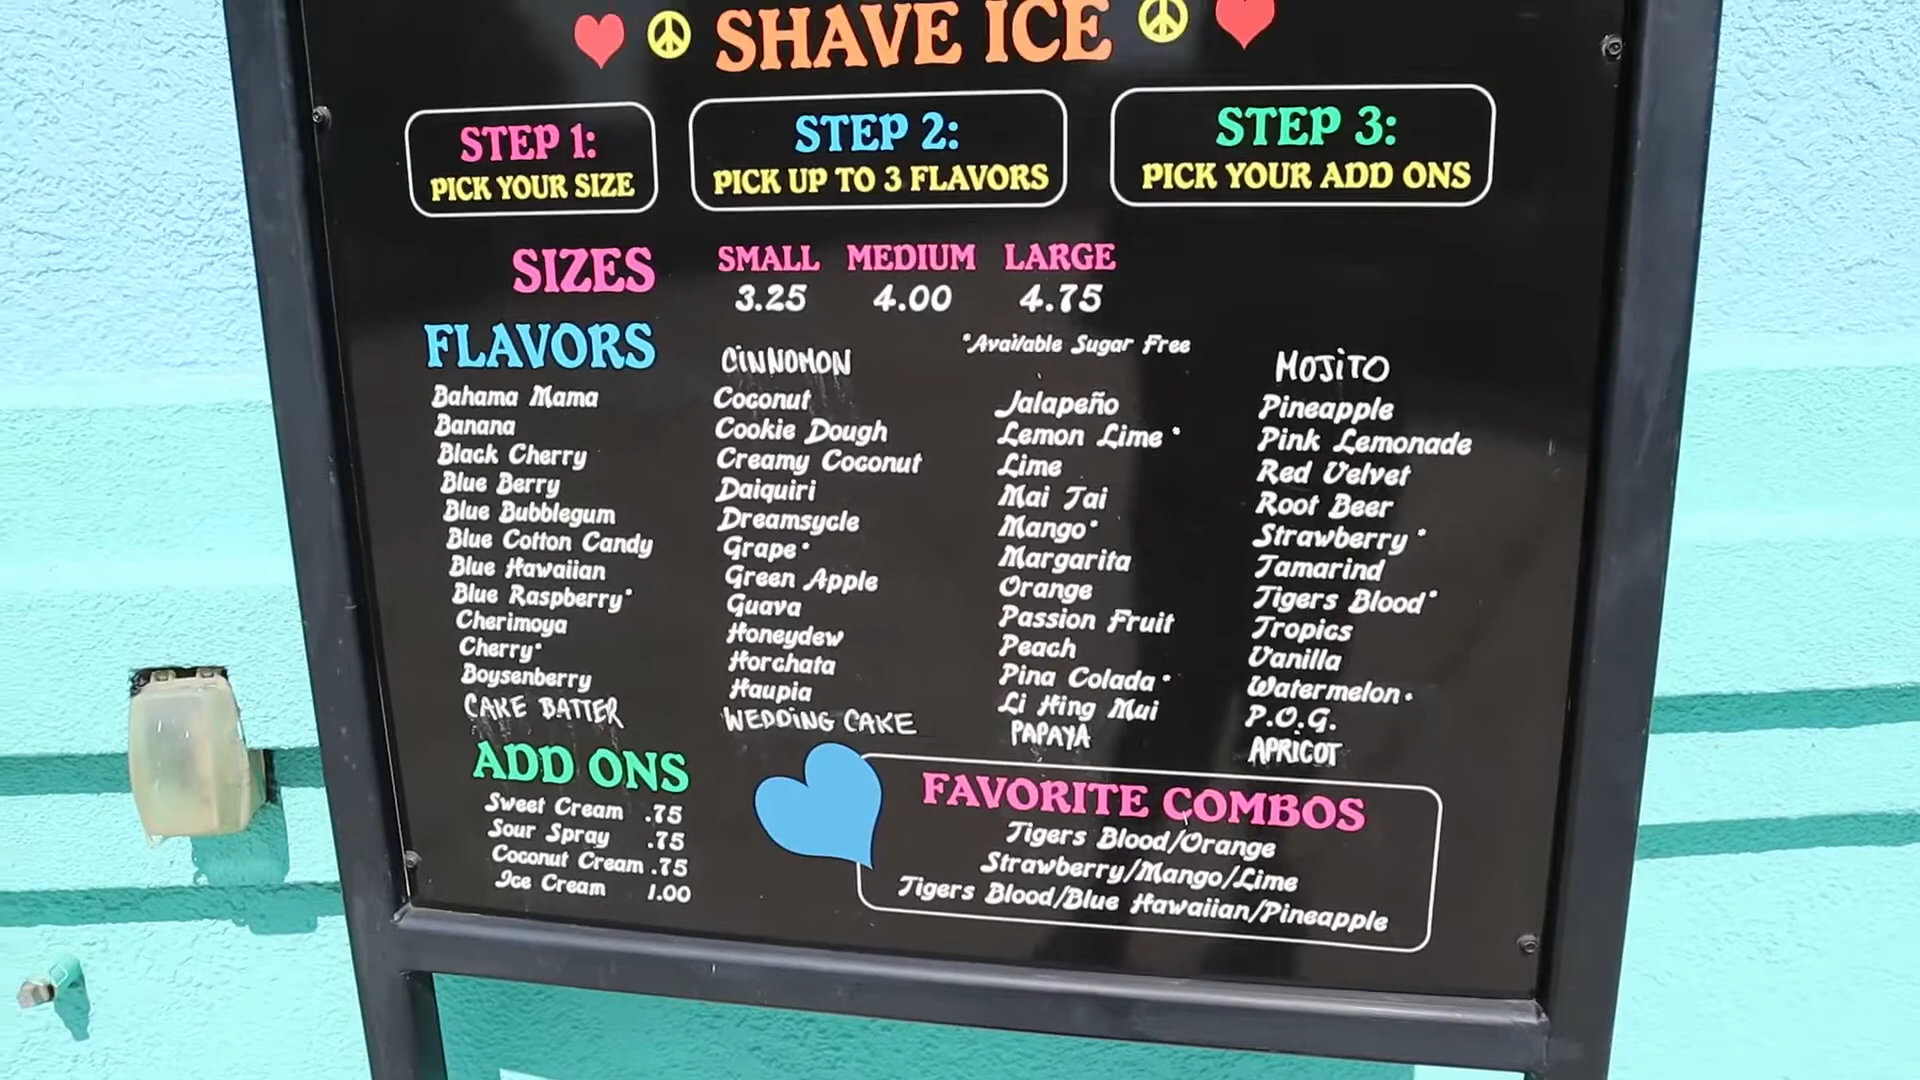 SHAVE ICE
STEP 1:
PICK YOUR SIZE
STEP 2:
PICK UP TO 3 FLAVORS
STEP 3:
PICK YOUR ADD ONS
SIZES
SMALL MEDIUM LARGE
3.25 4.00 4.75
FLAVORS
*Available Sugar Free
Bahama Mama
Banana
Black Cherry
Blue Berry
Blue Bubblegum
Blue Cotton Candy
Blue Hawaiian
Blue Raspberry*
Cherimoya
Cherry*
Boysenberry
CAKE BATTER
CINNOMON
Coconut
Cookie Dough
Creamy Coconut
Daiquiri
Dreamsycle
Grape*
Green Apple
Guava
Honeydew
Horchata
Haupia
WEDDING CAKE
Jalapeño
Lemon Lime *
Lime
Mai Tai
Mango*
Margarita
Orange
Passion Fruit
Peach
Pina Colada *
Li Hing Mui
PAPAYA
MOJITO
Pineapple
Pink Lemonade
Red Velvet
Root Beer
Strawberry *
Tamarind
Tigers Blood*
Tropics
Vanilla
Watermelon *
P.O.G.
APRICOT
ADD ONS
Sweet Cream .75
Sour Spray .75
Coconut Cream .75
Ice Cream 1.00
FAVORITE COMBOS
Tigers Blood/Orange
Strawberry/Mango/Lime
Tigers Blood/Blue Hawaiian/Pineapple